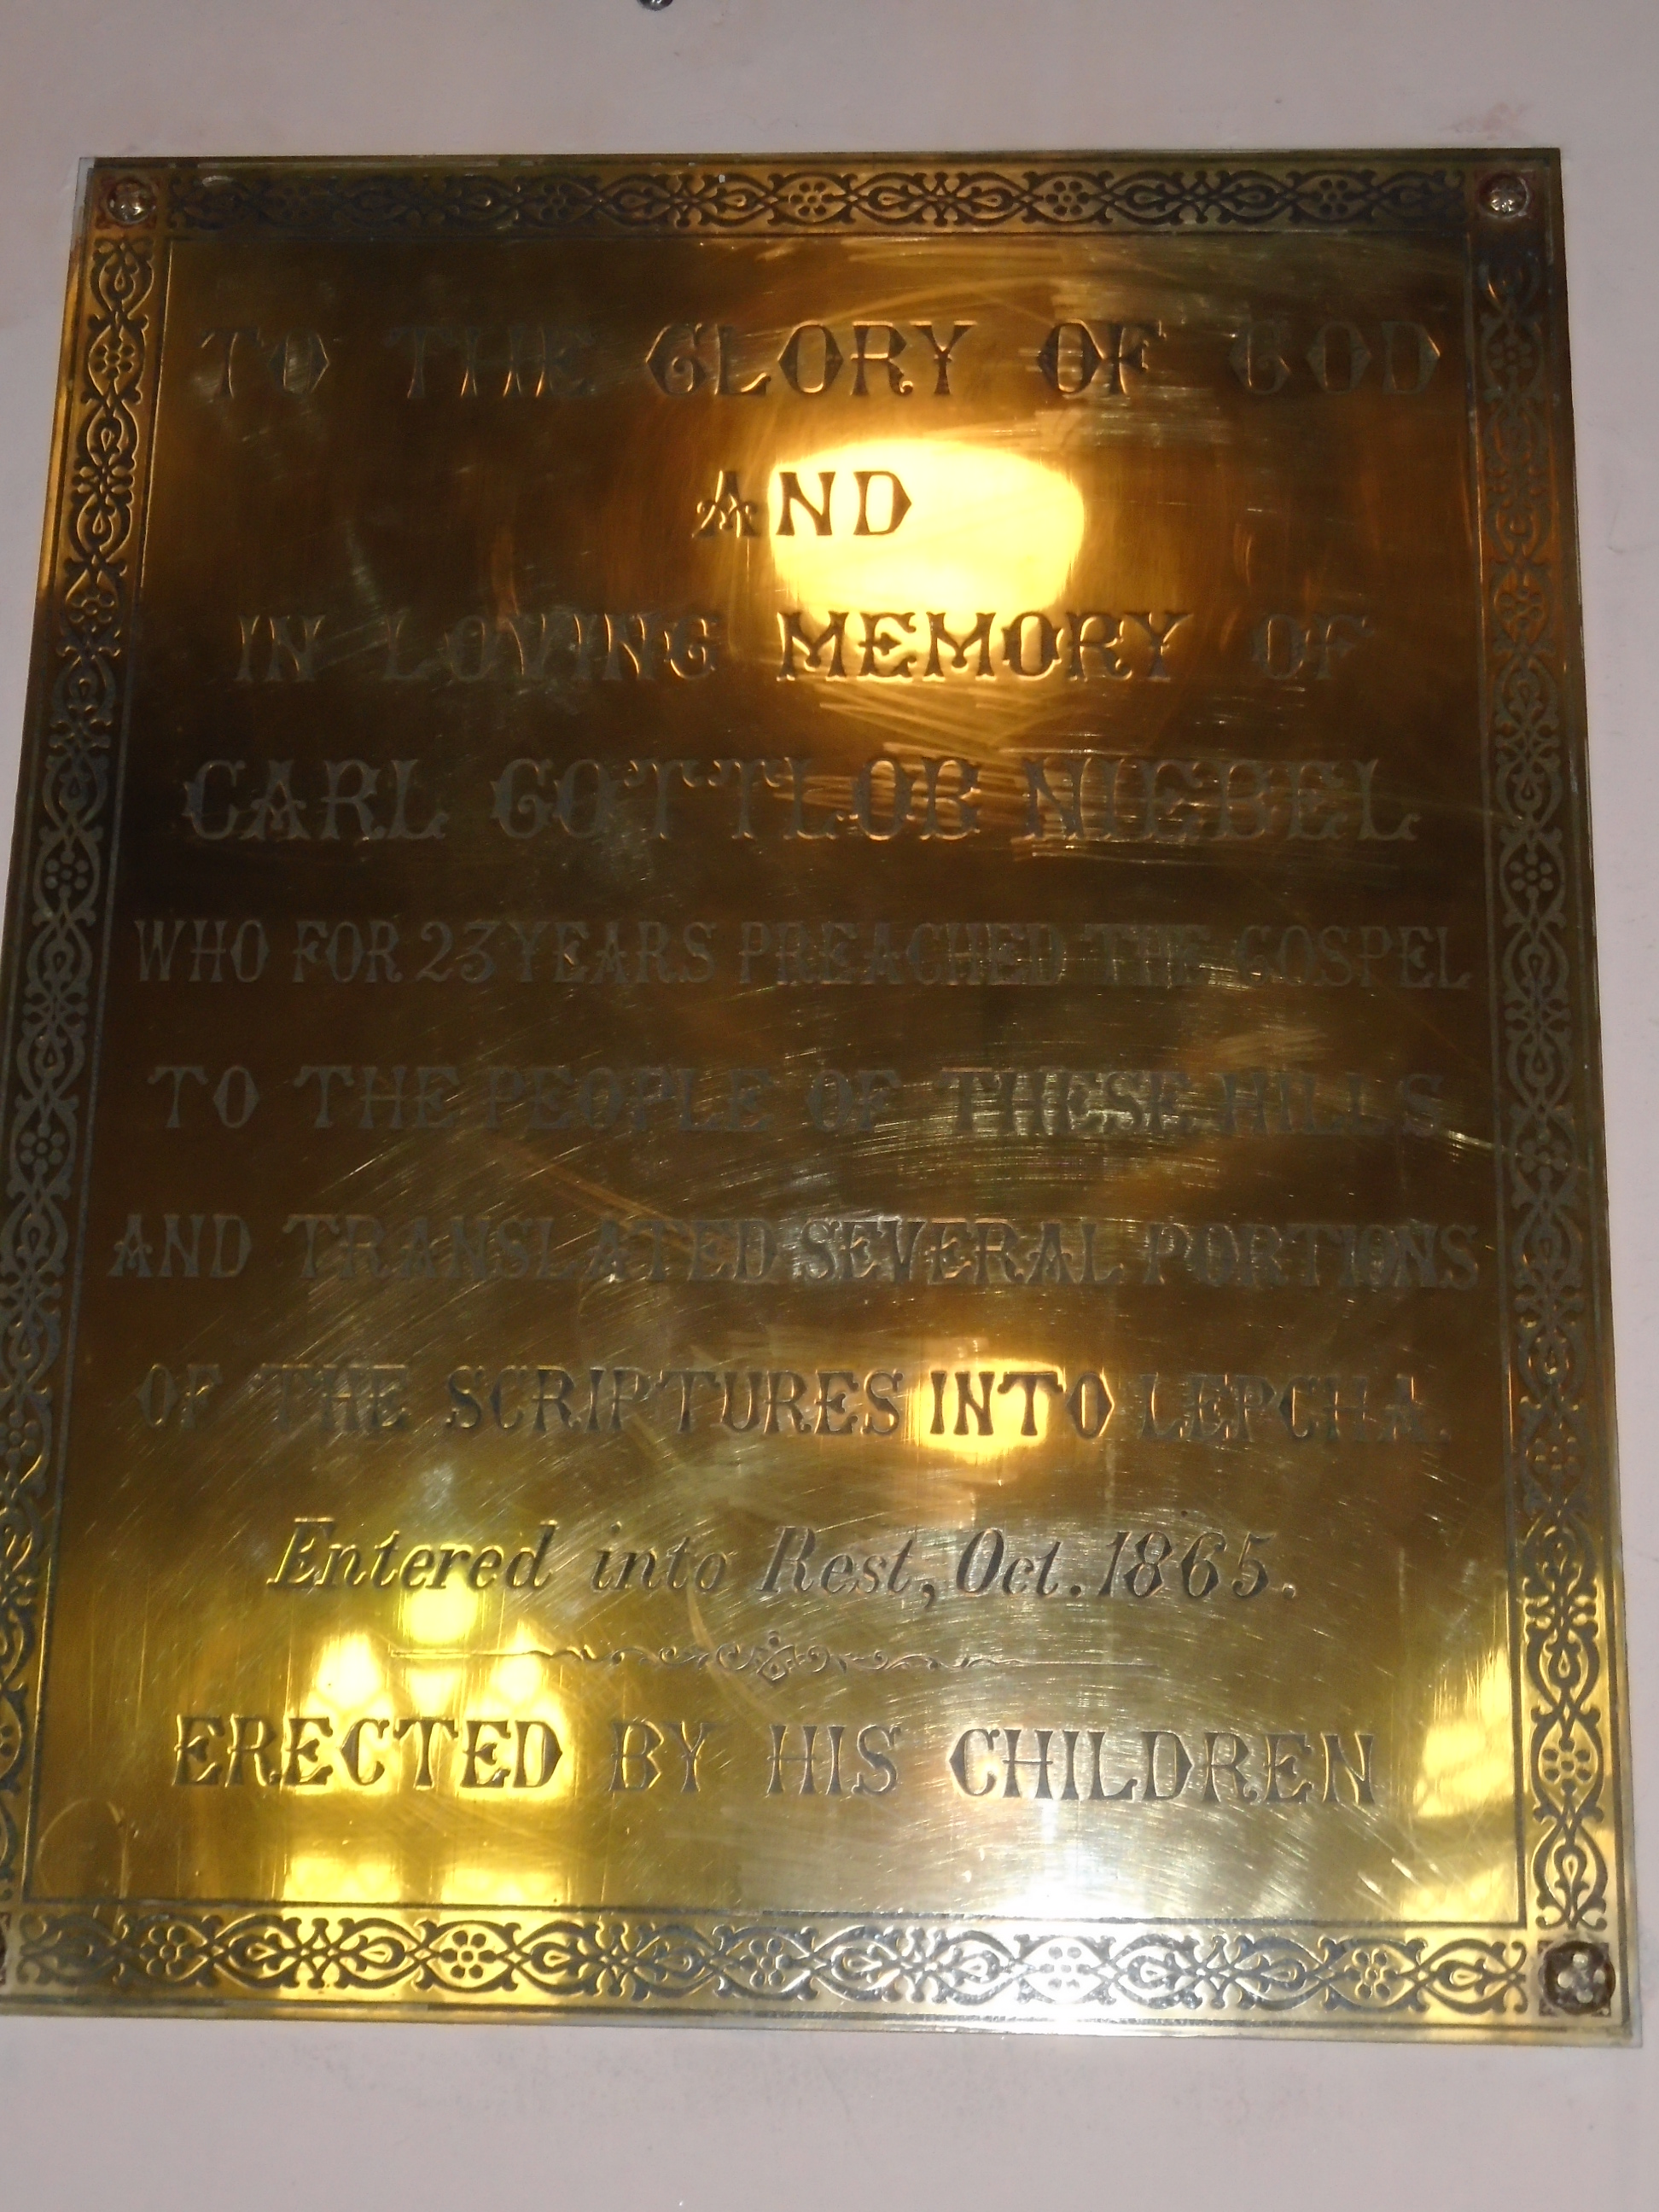 TO THE GLORY OF GOD
AND
IN LOVING MEMORY OF
CARL GOTTLOB NIEBEL
WHO FOR 23 YEARS PREACHED THE GOSPEL
TO THE PEOPLE OF THESE HILLS
AND TRANSLATED SEVERAL PORTIONS
OF THE SCRIPTURES INTO LEPCHA.
Entered into Rest, Oct. 1865.
ERECTED BY HIS CHILDREN